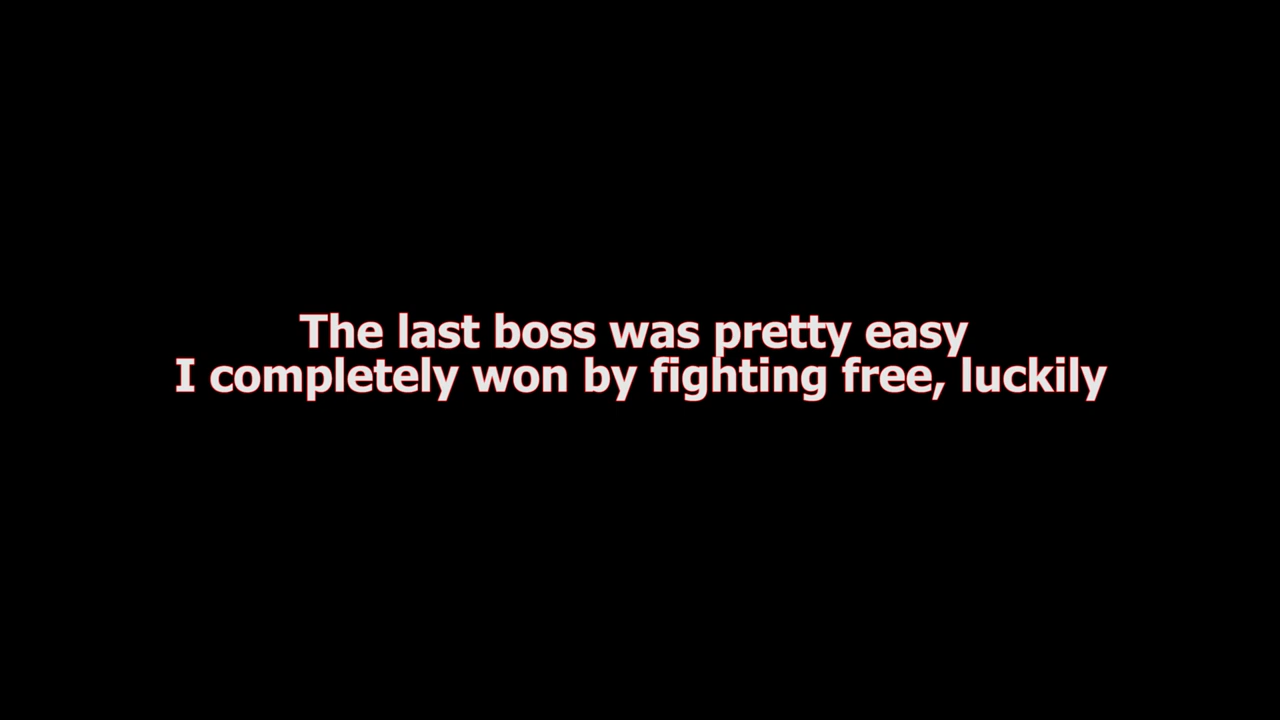 The last boss was pretty easy
I completely won by fighting free, luckily